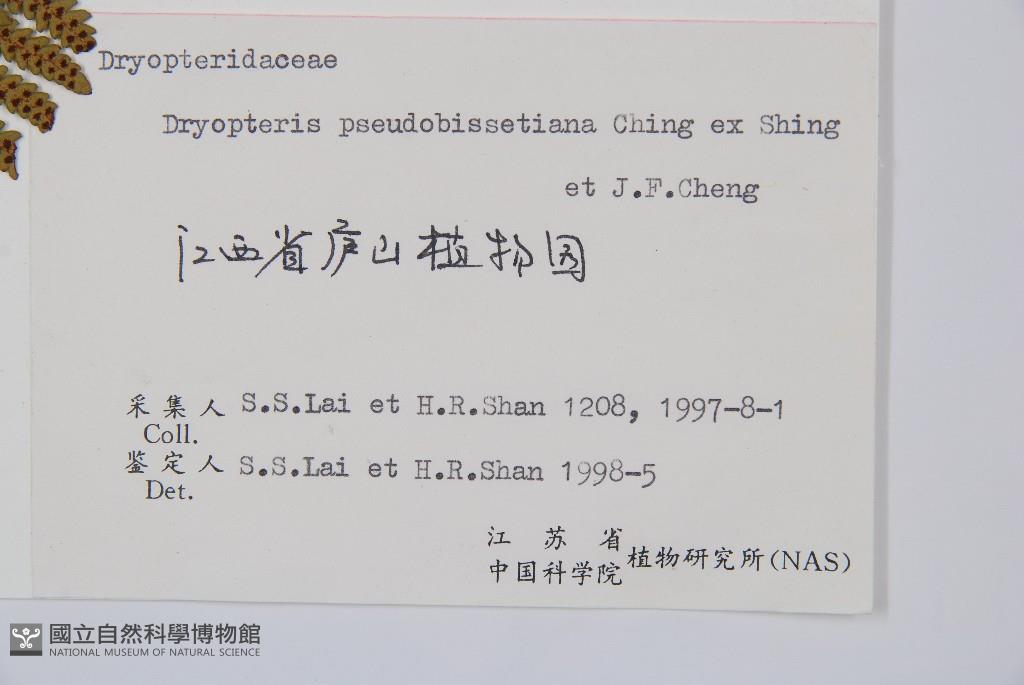 Dryopteridaceae
Dryopteris pseudobissetiana Ching ex Shing
et J.F.Cheng
江西省庐山植物园
采集人 S.S.Lai et H.R.Shan 1208, 1997-8-1
Coll.
鉴定人 S.S.Lai et H.R.Shan 1998-5
Det.
江苏省
中国科学院 植物研究所(NAS)
國立自然科學博物館
NATIONAL MUSEUM OF NATURAL SCIENCE